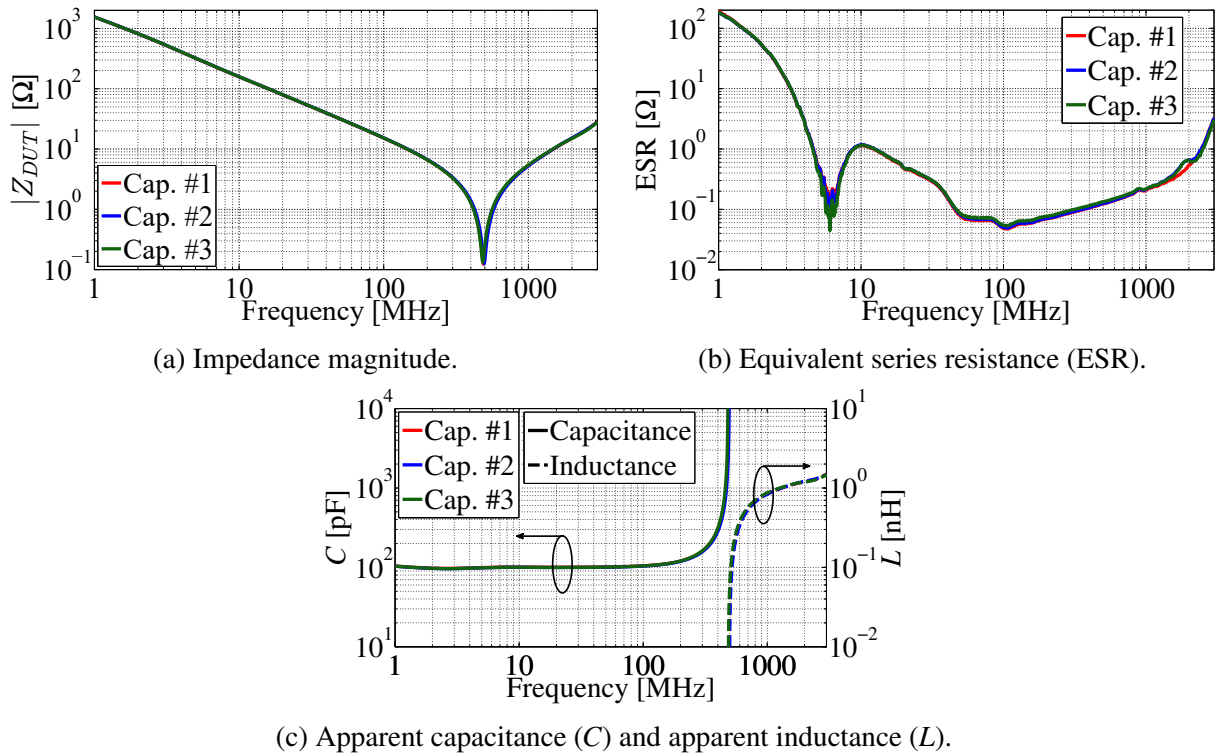 10^3
10^2
10^1
10^0
10^-1
|Z_DUT| [Ω]
Cap. #1
Cap. #2
Cap. #3
1 10 100 1000
Frequency [MHz]
(a) Impedance magnitude.
10^2
10^1
10^0
10^-1
10^-2
ESR [Ω]
Cap. #1
Cap. #2
Cap. #3
1 10 100 1000
Frequency [MHz]
(b) Equivalent series resistance (ESR).
10^4
10^3
10^2
10^1
C [pF]
Cap. #1
Cap. #2
Cap. #3
Capacitance
Inductance
10^1
10^0
10^-1
10^-2
L [nH]
1 10 100 1000
Frequency [MHz]
(c) Apparent capacitance (C) and apparent inductance (L).